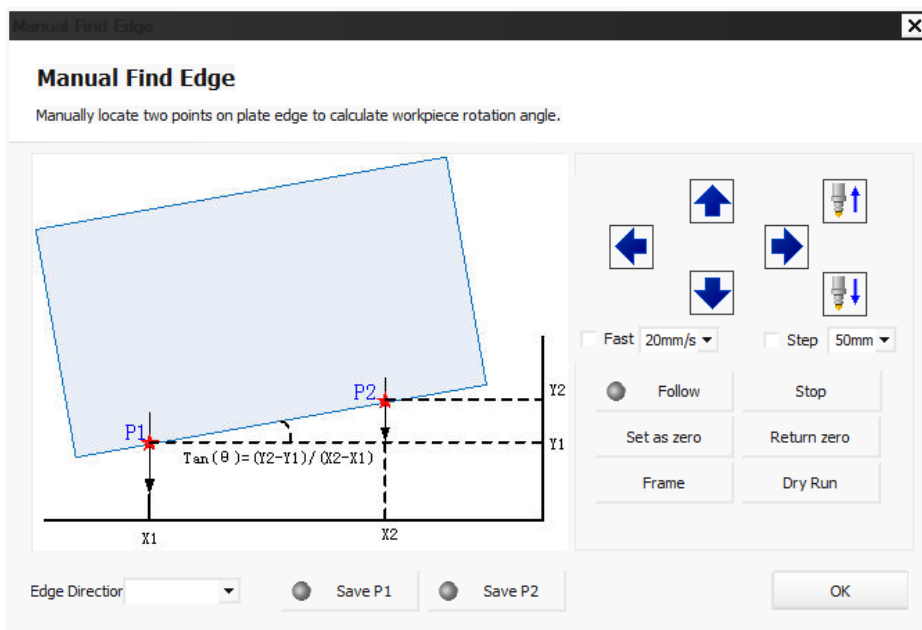 Manual Find Edge
Manual Find Edge
Manually locate two points on plate edge to calculate workpiece rotation angle.
P2
Y2
P1
Y1
Tan(θ)=(Y2-Y1)/(X2-X1)
X1
X2
Fast 20mm/s Step 50mm
Follow Stop
Set as zero Return zero
Frame Dry Run
Edge Direction Save P1 Save P2 OK